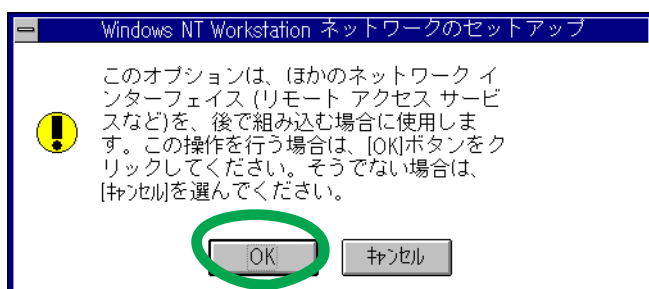 Windows NT Workstation ネットワークのセットアップ
このオプションは、ほかのネットワーク イ
ンターフェイス (リモート アクセス サービ
スなど)を、後で組み込む場合に使用しま
す。この操作を行う場合は、[OK]ボタンをク
リックしてください。そうでない場合は、
[ｷｬﾝｾﾙ]を選んでください。
OK ｷｬﾝｾﾙ